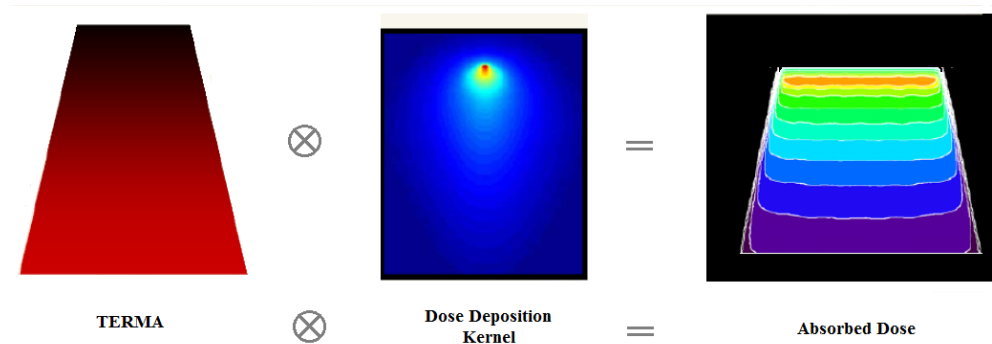 TERMA
⊗
Dose Deposition
Kernel
=
Absorbed Dose